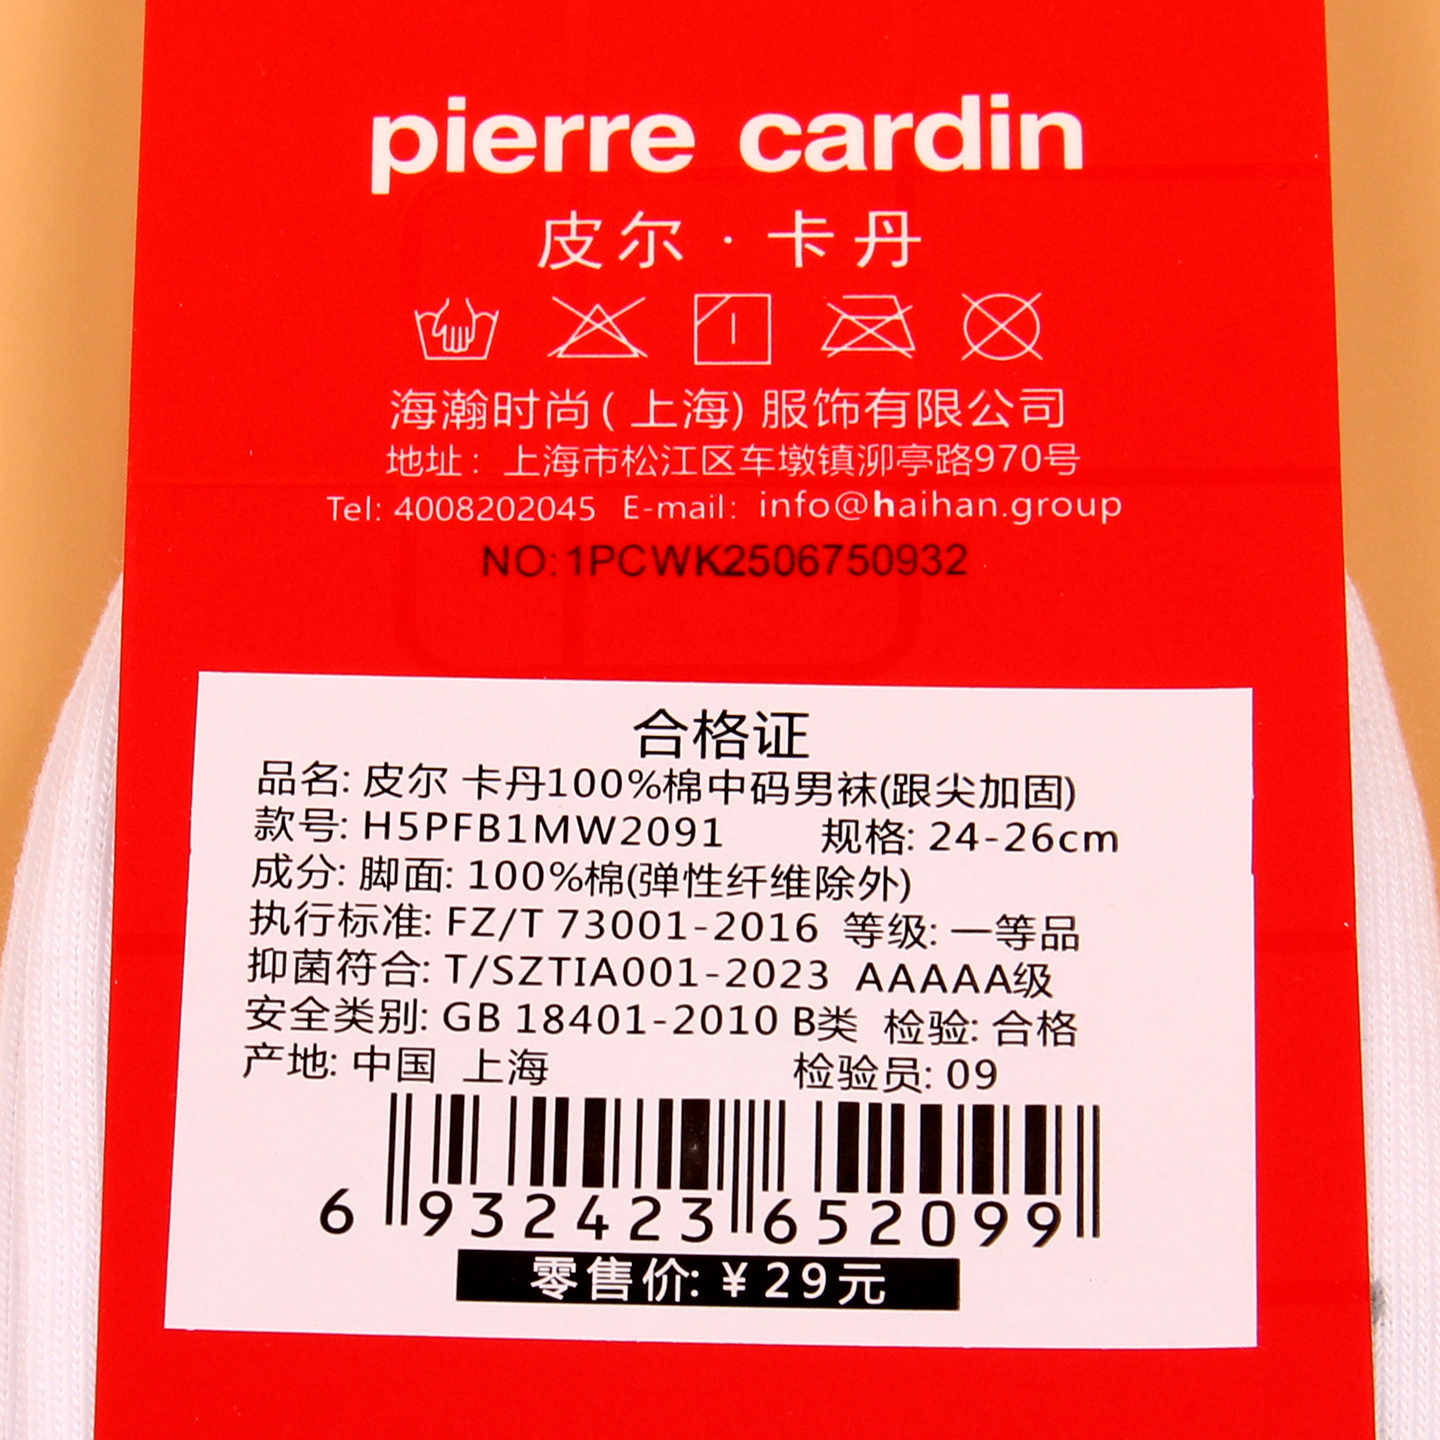 pierre cardin
皮尔·卡丹
海瀚时尚(上海)服饰有限公司
地址：上海市松江区车墩镇泖亭路970号
Tel: 4008202045 E-mail: info@haihan.group
NO:1PCWK2506750932
合格证
品名: 皮尔 卡丹100%棉中码男袜(跟尖加固)
款号: H5PFB1MW2091 规格: 24-26cm
成分: 脚面: 100%棉(弹性纤维除外)
执行标准: FZ/T 73001-2016 等级: 一等品
抑菌符合: T/SZTIA001-2023 AAAAA级
安全类别: GB 18401-2010 B类 检验: 合格
产地: 中国 上海 检验员: 09
6 932423 652099
零售价: ¥29元